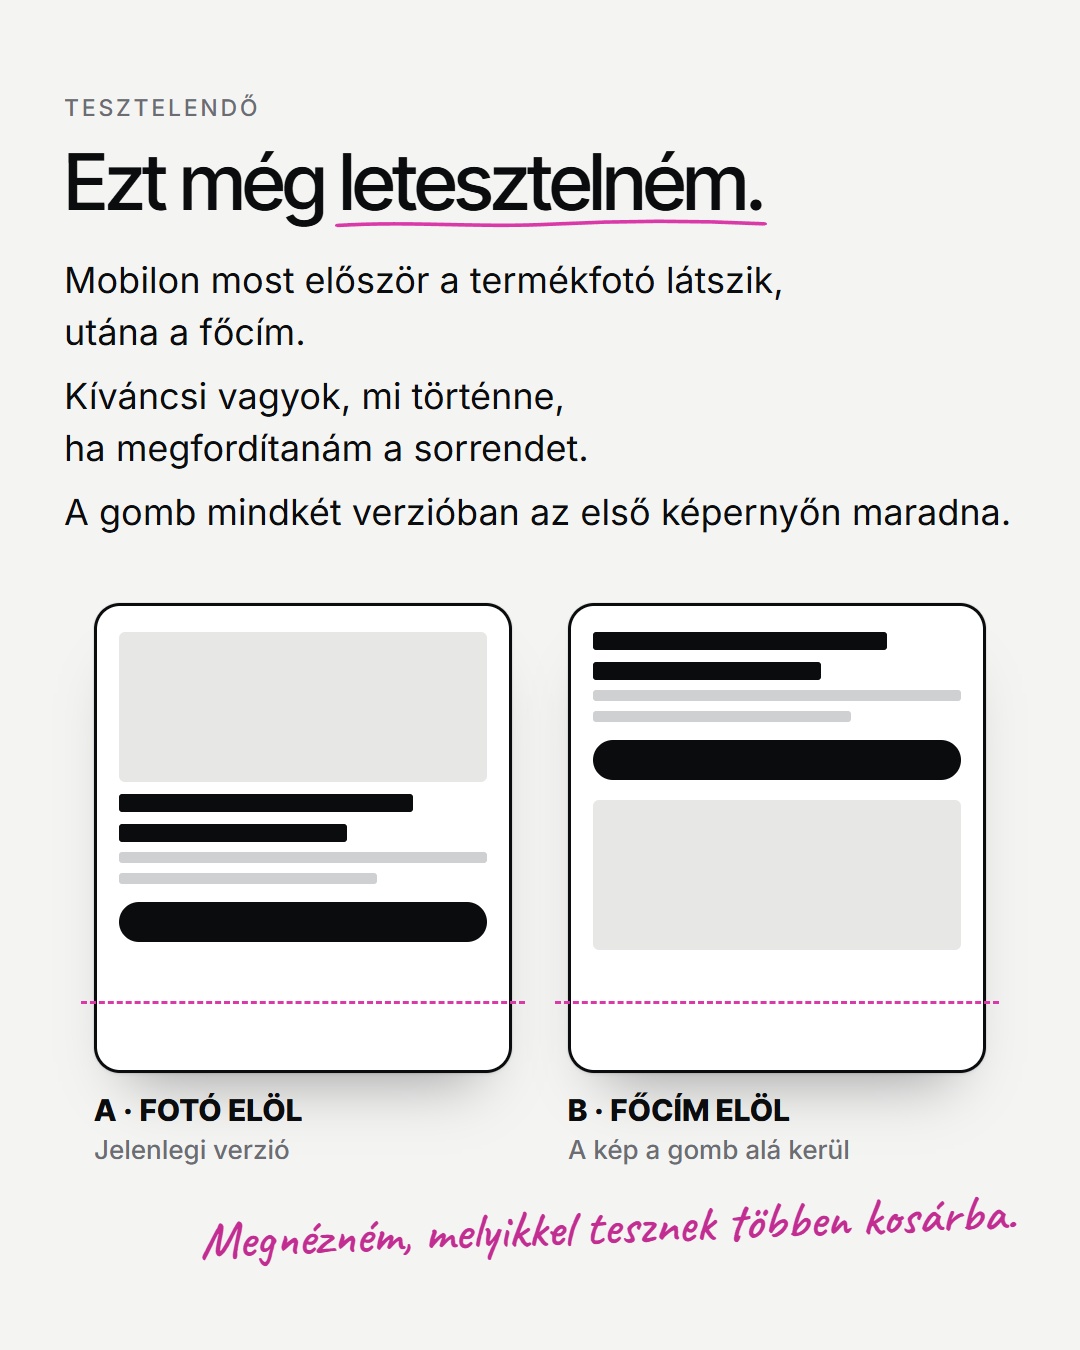 TESZTELENDŐ
Ezt még letesztelném.
Mobilon most először a termékfotó látszik,
utána a főcím.
Kíváncsi vagyok, mi történne,
ha megfordítanám a sorrendet.
A gomb mindkét verzióban az első képernyőn maradna.
A · FOTÓ ELÖL
Jelenlegi verzió
B · FŐCÍM ELÖL
A kép a gomb alá kerül
Megnézném, melyikkel tesznek többen kosárba.